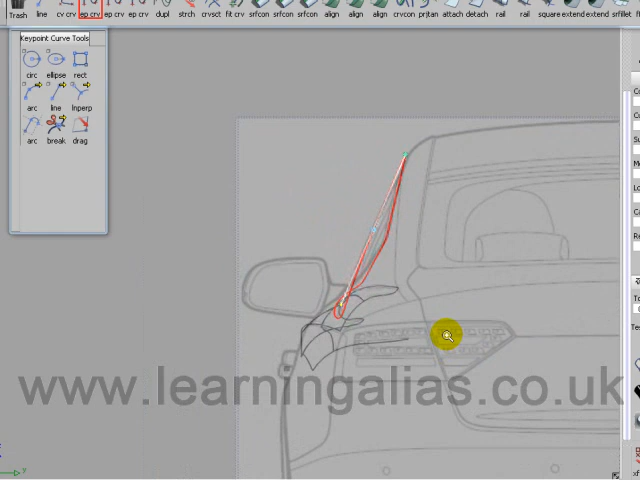 Trash line cv crv ep crv ep crv ep crv dupl strch crvsct fit crv srfcon srfcon srfcon align align align crvcon prjtan attach detach rail rail square extend extend srfillet
Keypoint Curve Tools
circ ellipse rect
arc line lnperp
arc break drag
www.learningalias.co.uk
y